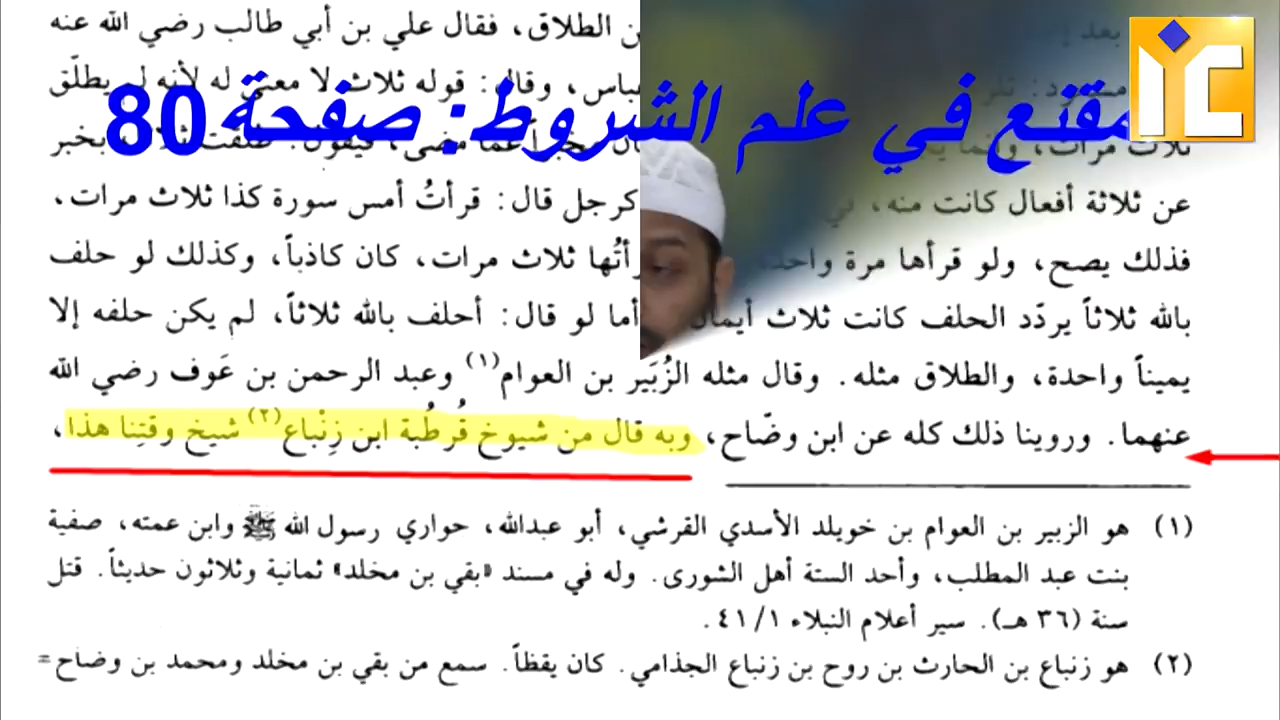 ن الطلاق، فقال علي بن أبي طالب رضي الله عنه
عباس، وقال: قوله ثلاث لا معنى له لأنه لم يطلّق
مقنع في علم الشروط: صفحة 80
ثلاث مرات،
مضى، فيقول: طلقت ثلاثاً يخبر
عن ثلاثة أفعال كانت منه، في
كرجل قال: قرأتُ أمس سورة كذا ثلاث مرات،
فذلك يصح، ولو قرأها مرة
رأتُها ثلاث مرات، كان كاذباً، وكذلك لو حلف
بالله ثلاثاً يردّد الحلف كانت ثلاث أيمان
أما لو قال: أحلف بالله ثلاثاً، لم يكن حلفه إلا
يميناً واحدة، والطلاق مثله. وقال مثله الزُبَير بن العوام(١) وعبد الرحمن بن عَوف رضي الله
عنهما. وروينا ذلك كله عن ابن وضّاح، وبه قال من شيوخ قُرطُبة ابن زِنْباع(٢) شيخ وقتِنا هذا،
(١) هو الزبير بن العوام بن خويلد الأسدي القرشي، أبو عبدالله، حواري رسول الله ﷺ وابن عمته، صفية
بنت عبد المطلب، وأحد الستة أهل الشورى. وله في مسند «بقي بن مخلد» ثمانية وثلاثون حديثاً. قتل
سنة (٣٦ هـ). سير أعلام النبلاء ٤١/١.
(٢) هو زنباع بن الحارث بن روح بن زنباع الجذامي. كان يقظاً. سمع من بقي بن مخلد ومحمد بن وضاح=